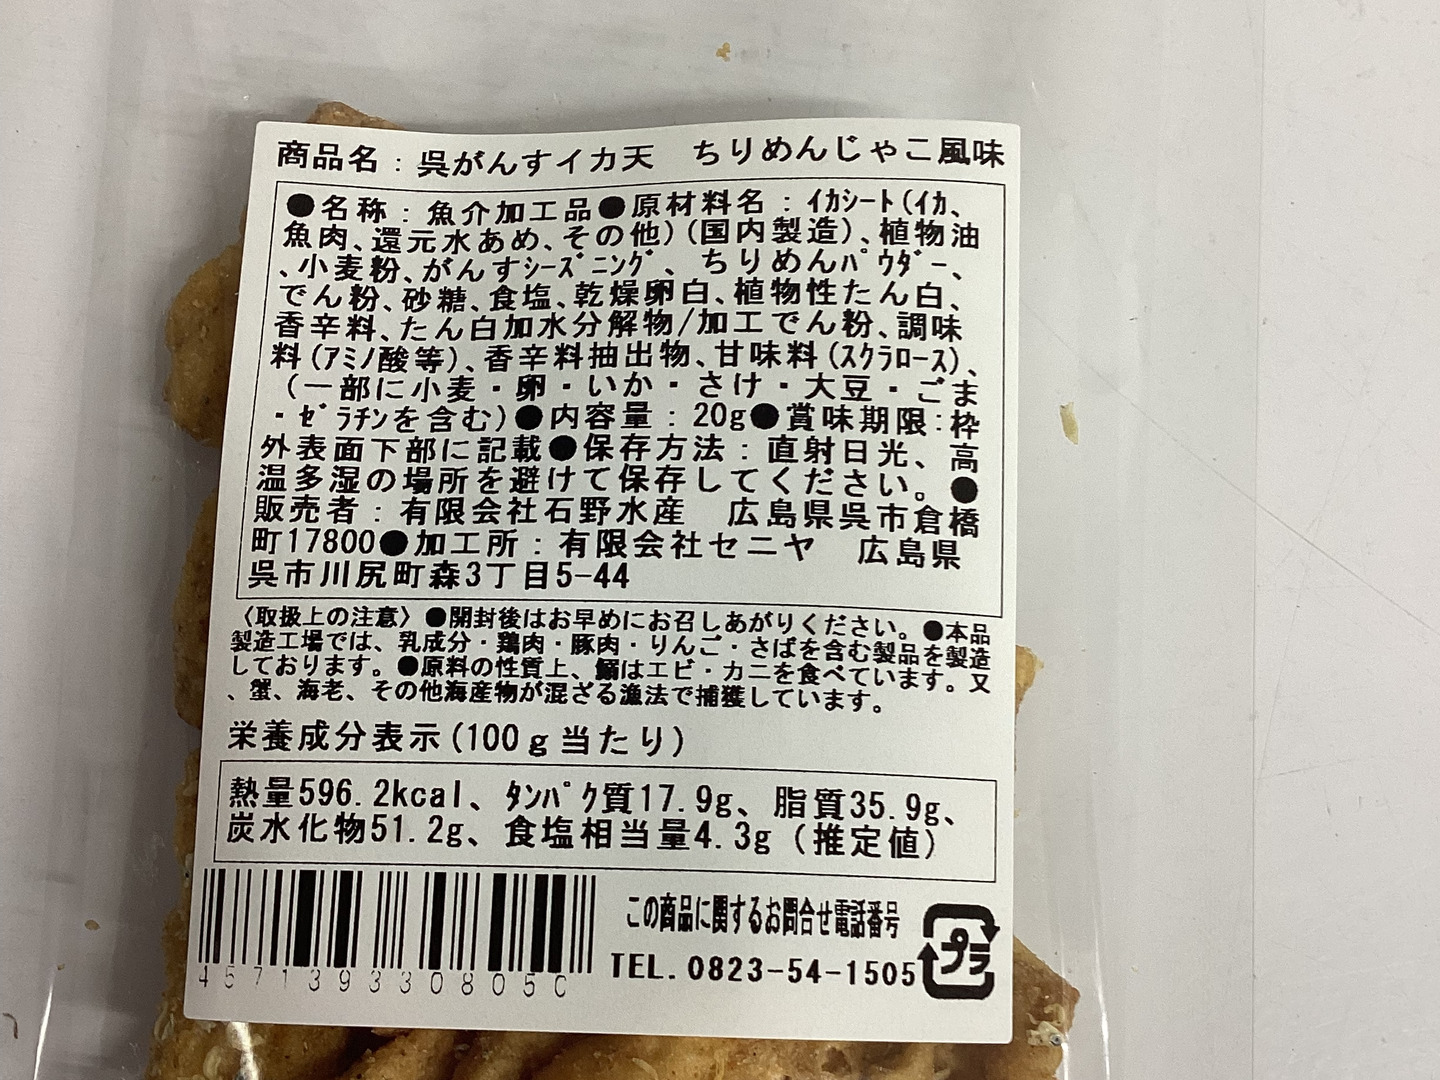 商品名：呉がんすイカ天　ちりめんじゃこ風味
●名称：魚介加工品●原材料名：ｲｶｼｰﾄ(ｲｶ、
魚肉、還元水あめ、その他)(国内製造)、植物油
、小麦粉、がんすｼｰｽﾞﾆﾝｸﾞ、ちりめんﾊﾟｳﾀﾞｰ、
でん粉、砂糖、食塩、乾燥卵白、植物性たん白、
香辛料、たん白加水分解物/加工でん粉、調味
料(ｱﾐﾉ酸等)、香辛料抽出物、甘味料(ｽｸﾗﾛｰｽ)、
(一部に小麦・卵・いか・さけ・大豆・ごま
・ｾﾞﾗﾁﾝを含む)●内容量：20g●賞味期限：枠
外表面下部に記載●保存方法：直射日光、高
温多湿の場所を避けて保存してください。●
販売者：有限会社石野水産　広島県呉市倉橋
町17800●加工所：有限会社セニヤ　広島県
呉市川尻町森3丁目5-44
〈取扱上の注意〉●開封後はお早めにお召しあがりください。●本品
製造工場では、乳成分・鶏肉・豚肉・りんご・さばを含む製品を製造
しております。●原料の性質上、鰯はエビ・カニを食べています。又
、蟹、海老、その他海産物が混ざる漁法で捕獲しています。
栄養成分表示(100ｇ当たり)
熱量596.2kcal、ﾀﾝﾊﾟｸ質17.9g、脂質35.9g、
炭水化物51.2g、食塩相当量4.3g（推定値）
この商品に関するお問合せ電話番号
TEL. 0823-54-1505
プラ